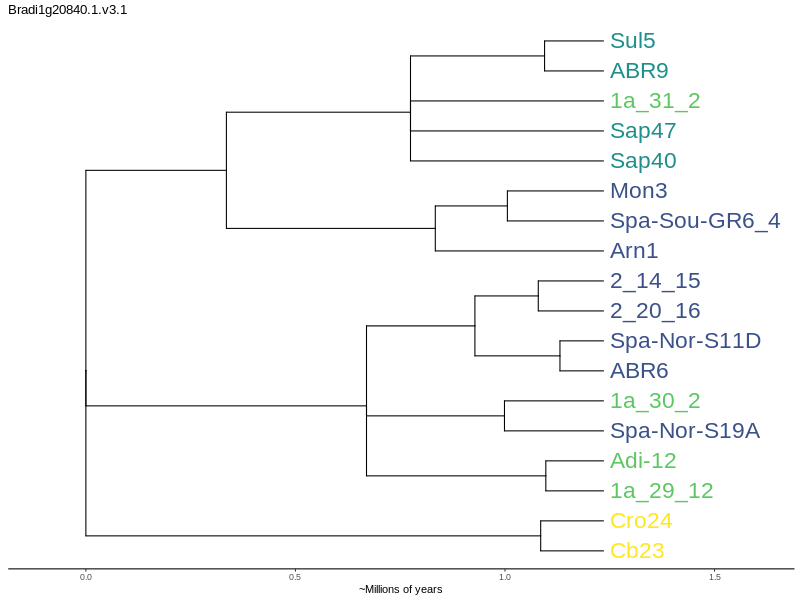 Bradi1g20840.1.v3.1
Sul5
ABR9
1a_31_2
Sap47
Sap40
Mon3
Spa-Sou-GR6_4
Arn1
2_14_15
2_20_16
Spa-Nor-S11D
ABR6
1a_30_2
Spa-Nor-S19A
Adi-12
1a_29_12
Cro24
Cb23
0.0 0.5 1.0 1.5
~Millions of years